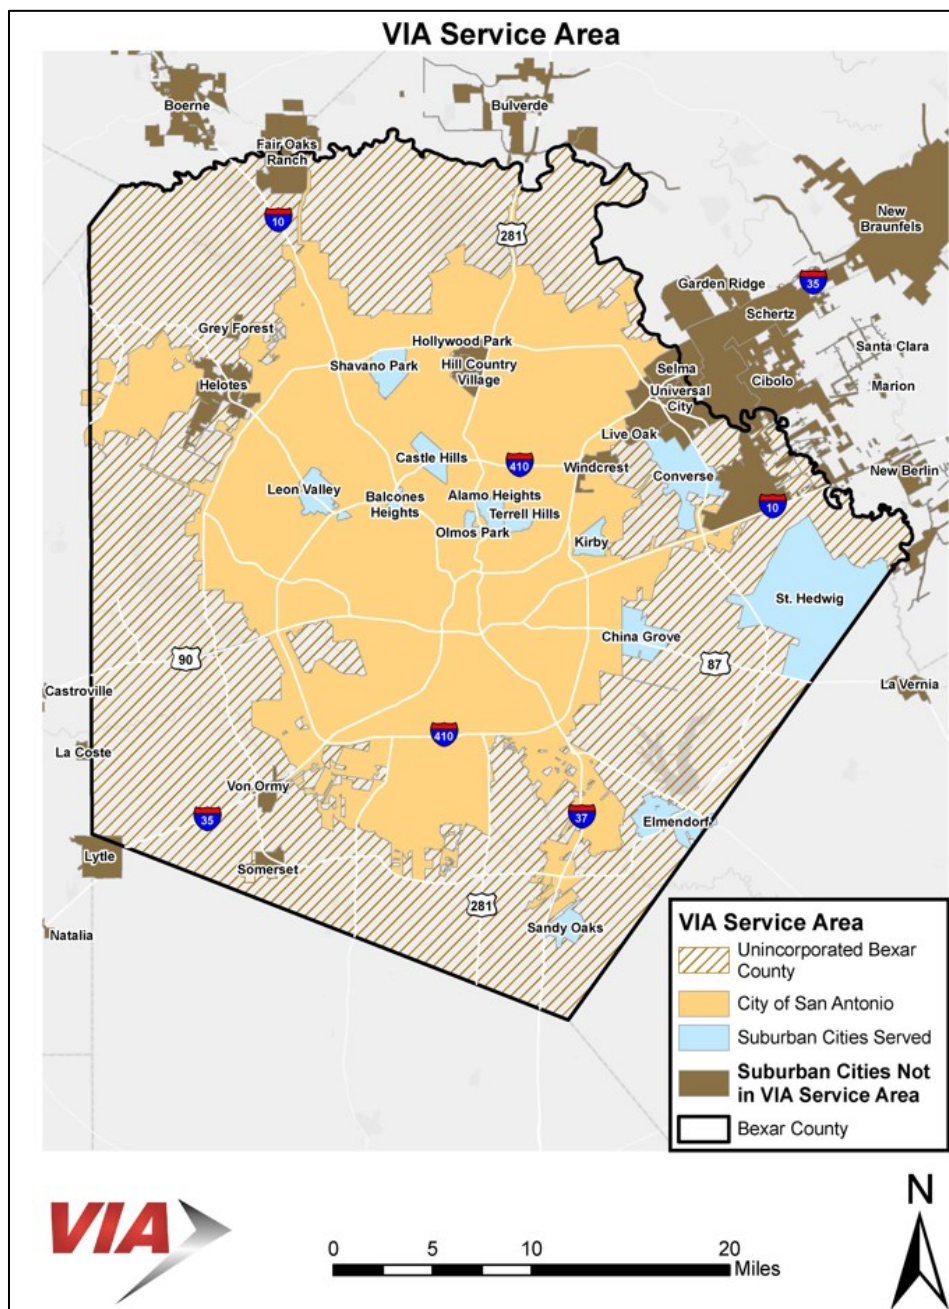 VIA Service Area
Boerne
Bulverde
Fair Oaks
Ranch
10
281
New
Braunfels
Garden Ridge
35
Schertz
Grey Forest
Hollywood Park
Santa Clara
Shavano Park
Hill Country
Village
Selma
Helotes
Universal
City
Cibolo
Marion
Live Oak
Castle Hills
410
Windcrest
Converse
New Berlin
Leon Valley
Balcones
Heights
Alamo Heights
Terrell Hills
10
Olmos Park
Kirby
St. Hedwig
China Grove
90
87
Castroville
La Vernia
410
La Coste
Von Ormy
35
37
Elmendorf
Lytle
Somerset
281
Sandy Oaks
Natalia
VIA Service Area
Unincorporated Bexar
County
City of San Antonio
Suburban Cities Served
Suburban Cities Not
in VIA Service Area
Bexar County
VIA
0 5 10 20
Miles
N